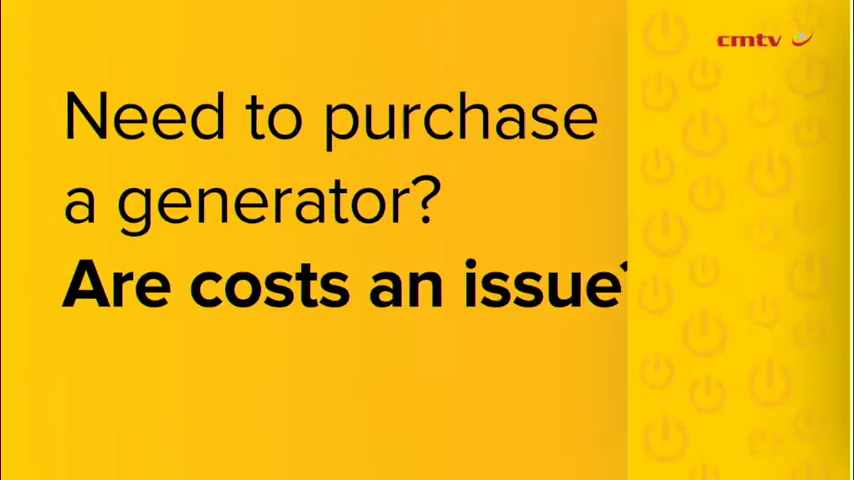 cmtv
Need to purchase
a generator?
Are costs an issue?